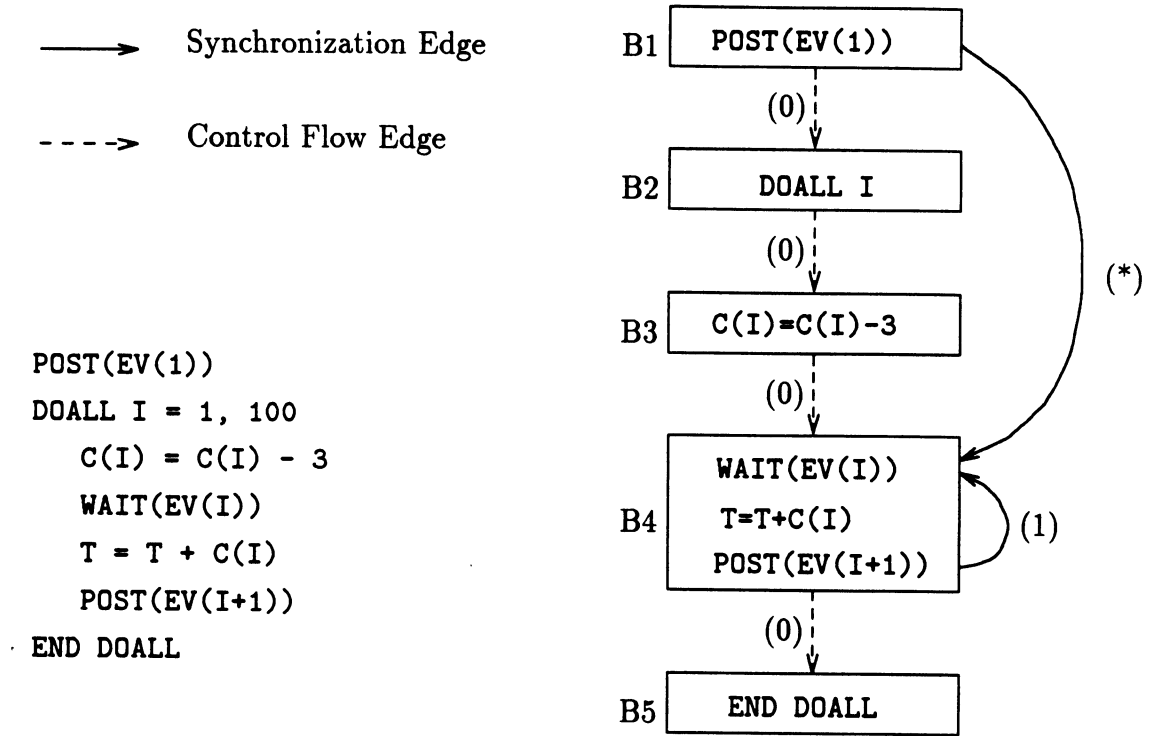 Synchronization Edge
Control Flow Edge
POST(EV(1))
DOALL I = 1, 100
C(I) = C(I) - 3
WAIT(EV(I))
T = T + C(I)
POST(EV(I+1))
END DOALL
B1
POST(EV(1))
(0)
B2
DOALL I
(0)
(*)
B3
C(I)=C(I)-3
(0)
B4
WAIT(EV(I))
T=T+C(I)
(1)
POST(EV(I+1))
(0)
B5
END DOALL